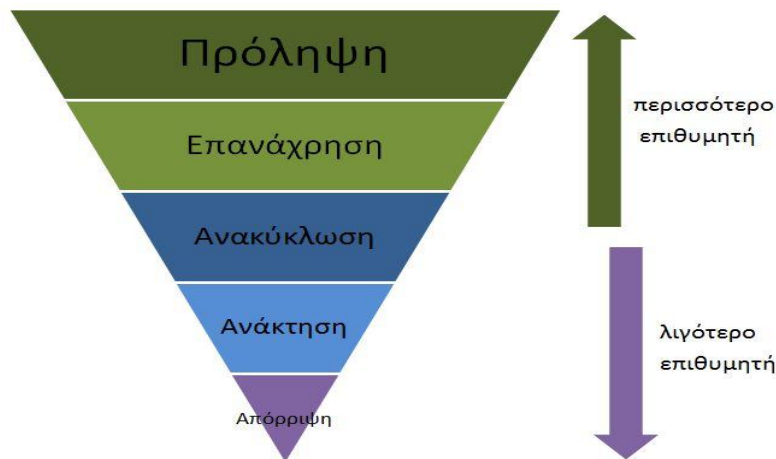 Πρόληψη
Επανάχρηση
Ανακύκλωση
Ανάκτηση
Απόρριψη
περισσότερο
επιθυμητή
λιγότερο
επιθυμητή